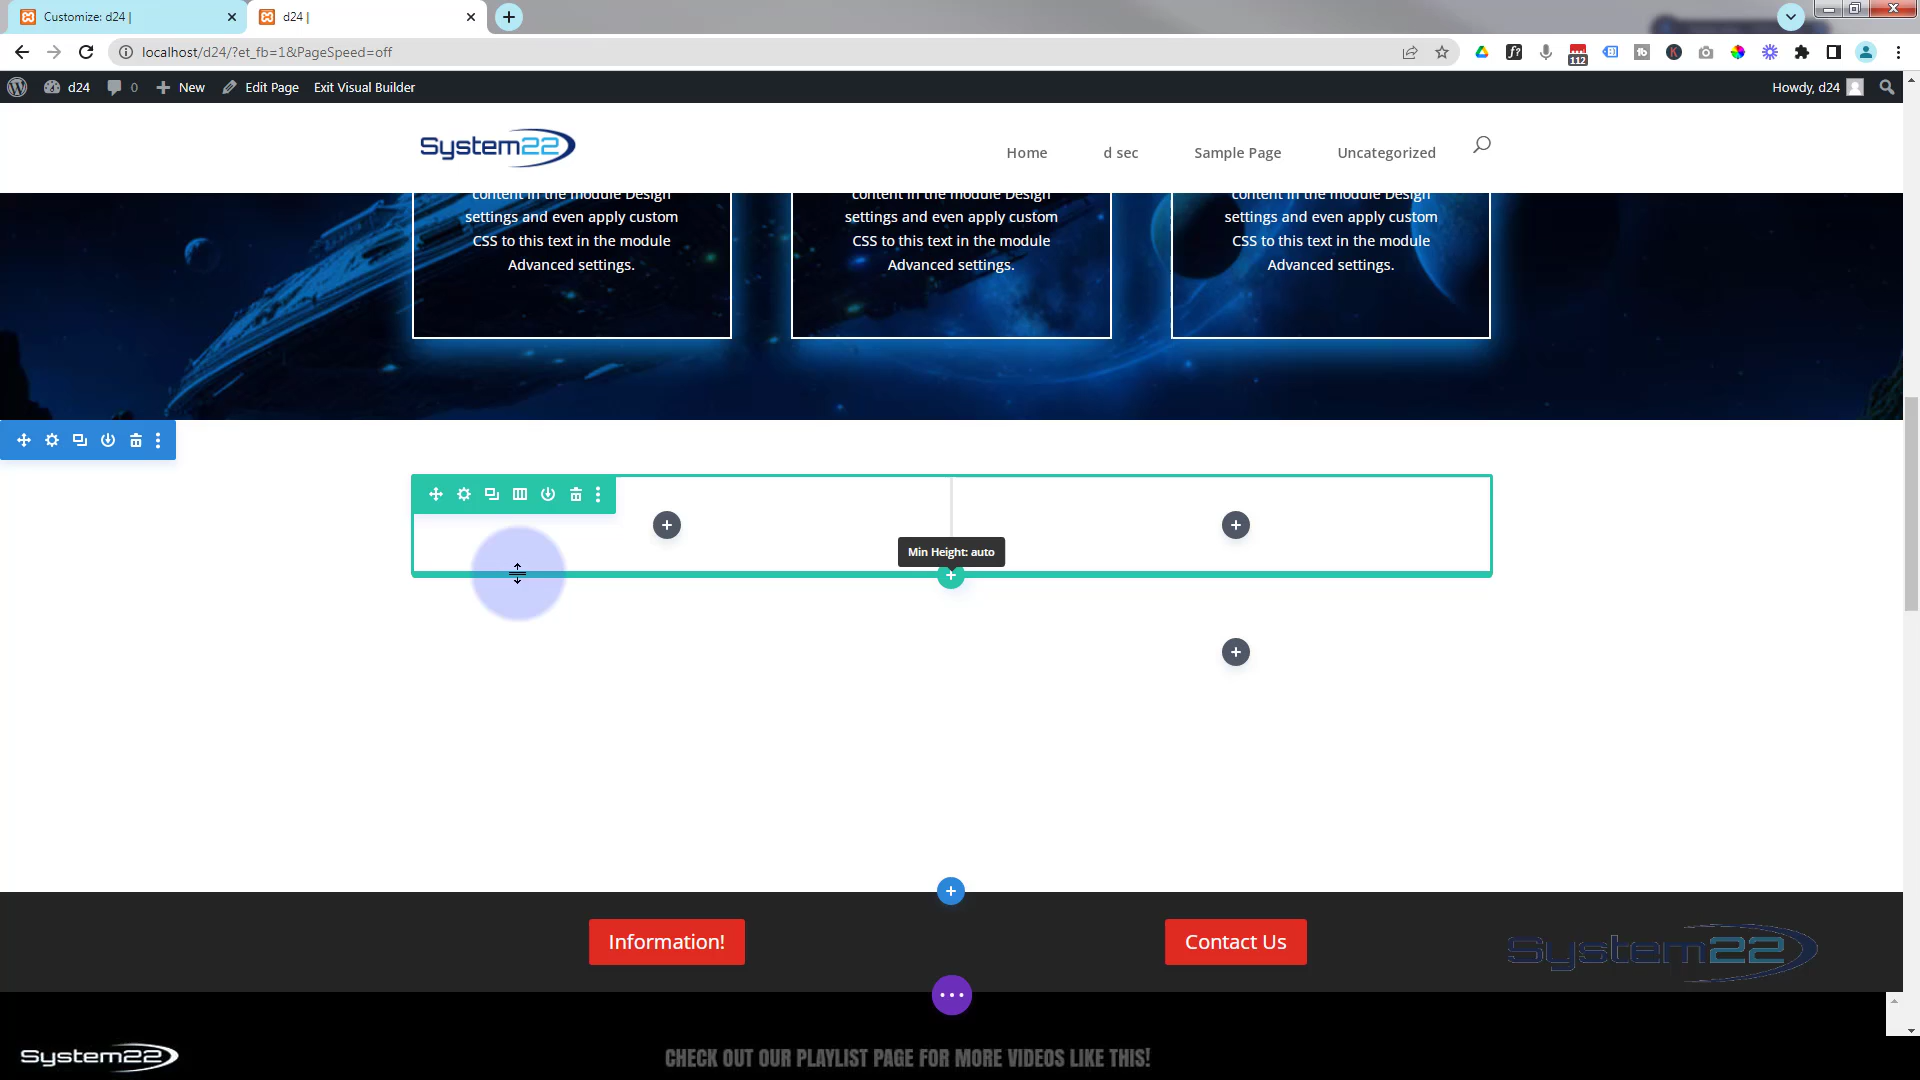 Customize: d24 |
d24 |
localhost/d24/?et_fb=1&PageSpeed=off
112
d24
0
New
Edit Page
Exit Visual Builder
Howdy, d24
System22
Home
d sec
Sample Page
Uncategorized
content in the module Design
settings and even apply custom
CSS to this text in the module
Advanced settings.
content in the module Design
settings and even apply custom
CSS to this text in the module
Advanced settings.
content in the module Design
settings and even apply custom
CSS to this text in the module
Advanced settings.
Min Height: auto
Information!
Contact Us
System22
System22
CHECK OUT OUR PLAYLIST PAGE FOR MORE VIDEOS LIKE THIS!